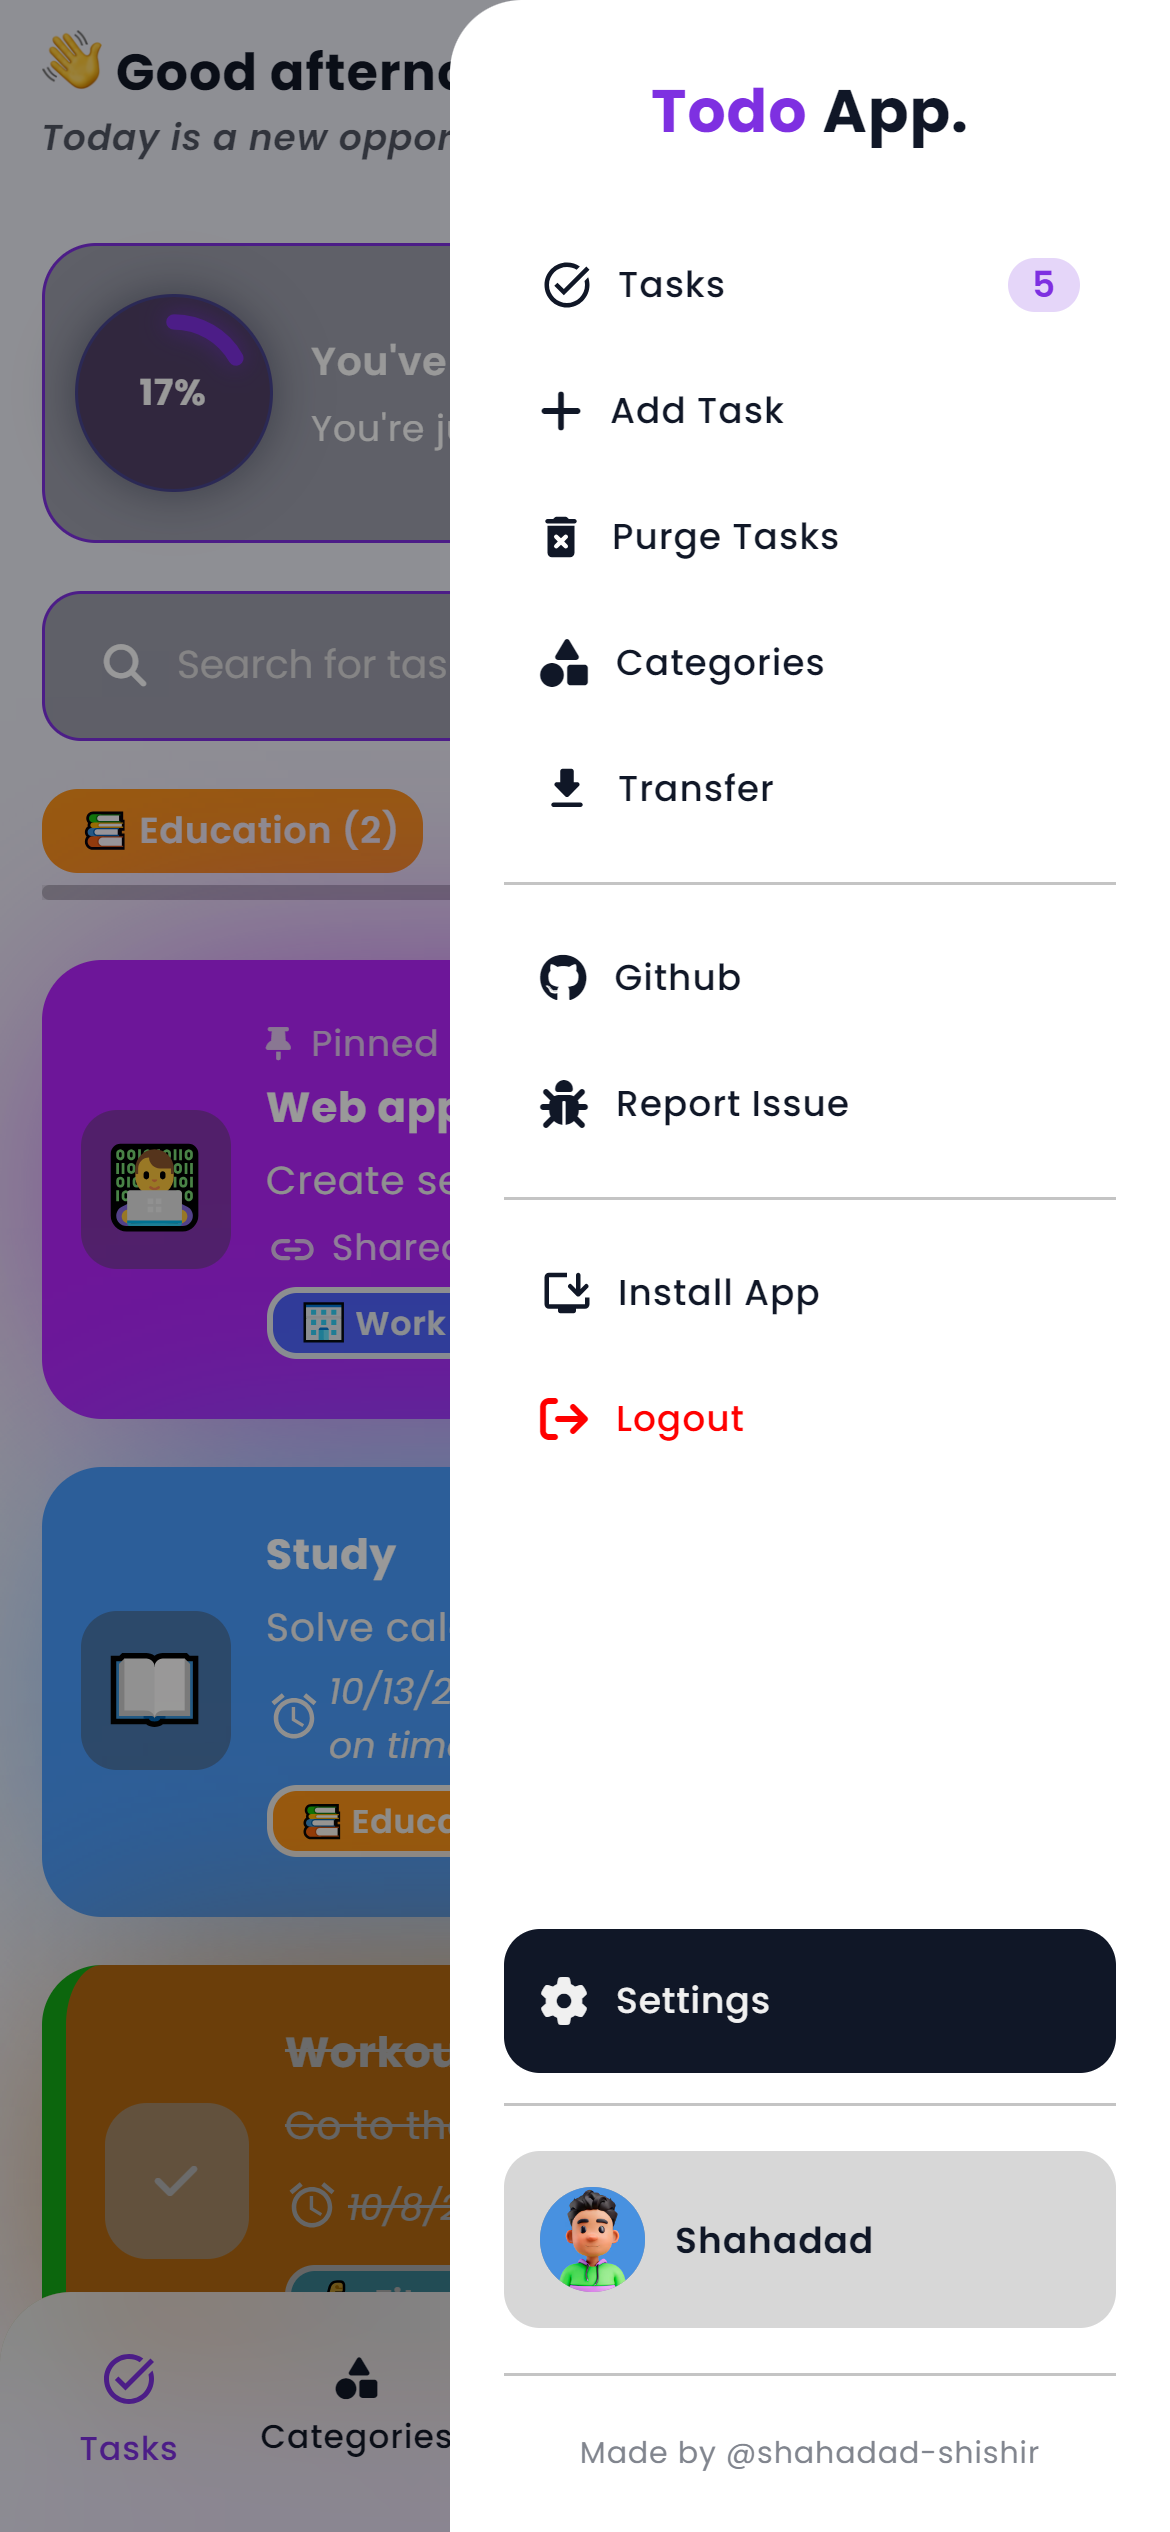 Good afterno
Today is a new oppor
17%
You've
You're j
Search for tas
Education (2)
Pinned
Web app
Create se
Shared
Work
Study
Solve cal
10/13/2
on time
Educa
Workou
Go to the
10/8/2
Tasks
Categories
Todo App.
Tasks 5
Add Task
Purge Tasks
Categories
Transfer
Github
Report Issue
Install App
Logout
Settings
Shahadad
Made by @shahadad-shishir